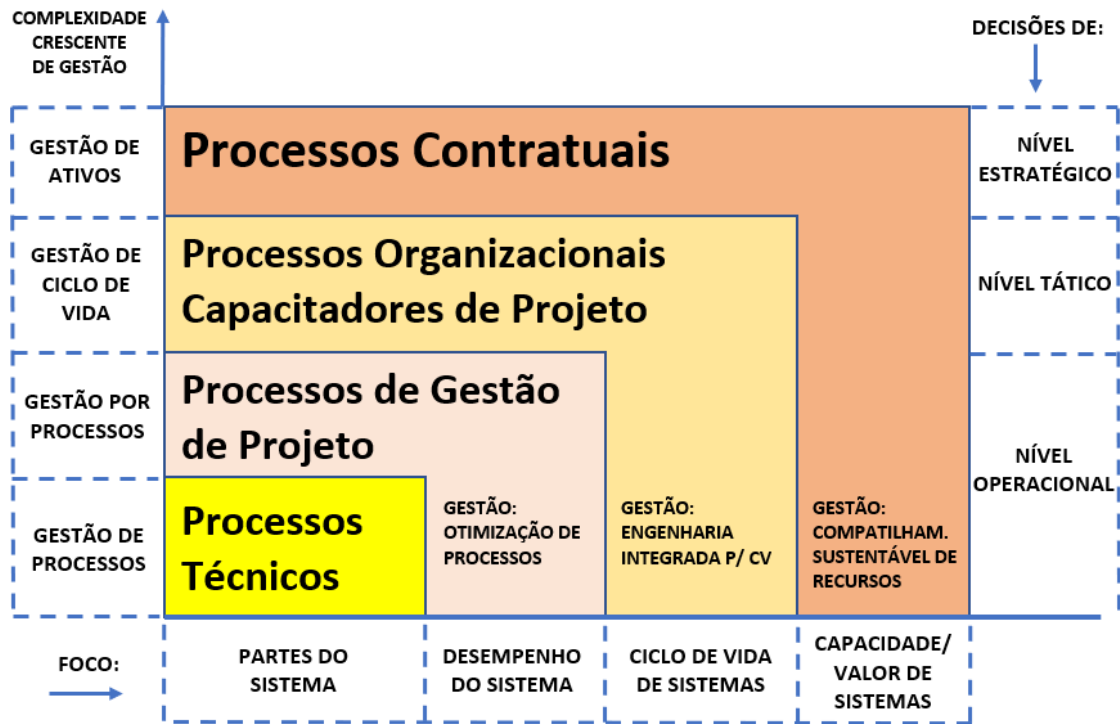 COMPLEXIDADE
CRESCENTE
DE GESTÃO
DECISÕES DE:
GESTÃO DE
ATIVOS
Processos Contratuais
NÍVEL
ESTRATÉGICO
GESTÃO DE
CICLO DE
VIDA
Processos Organizacionais
Capacitadores de Projeto
NÍVEL TÁTICO
GESTÃO POR
PROCESSOS
Processos de Gestão
de Projeto
NÍVEL
OPERACIONAL
GESTÃO DE
PROCESSOS
Processos
Técnicos
GESTÃO:
OTIMIZAÇÃO DE
PROCESSOS
GESTÃO:
ENGENHARIA
INTEGRADA P/ CV
GESTÃO:
COMPATILHAM.
SUSTENTÁVEL DE
RECURSOS
FOCO:
PARTES DO
SISTEMA
DESEMPENHO
DO SISTEMA
CICLO DE VIDA
DE SISTEMAS
CAPACIDADE/
VALOR DE
SISTEMAS